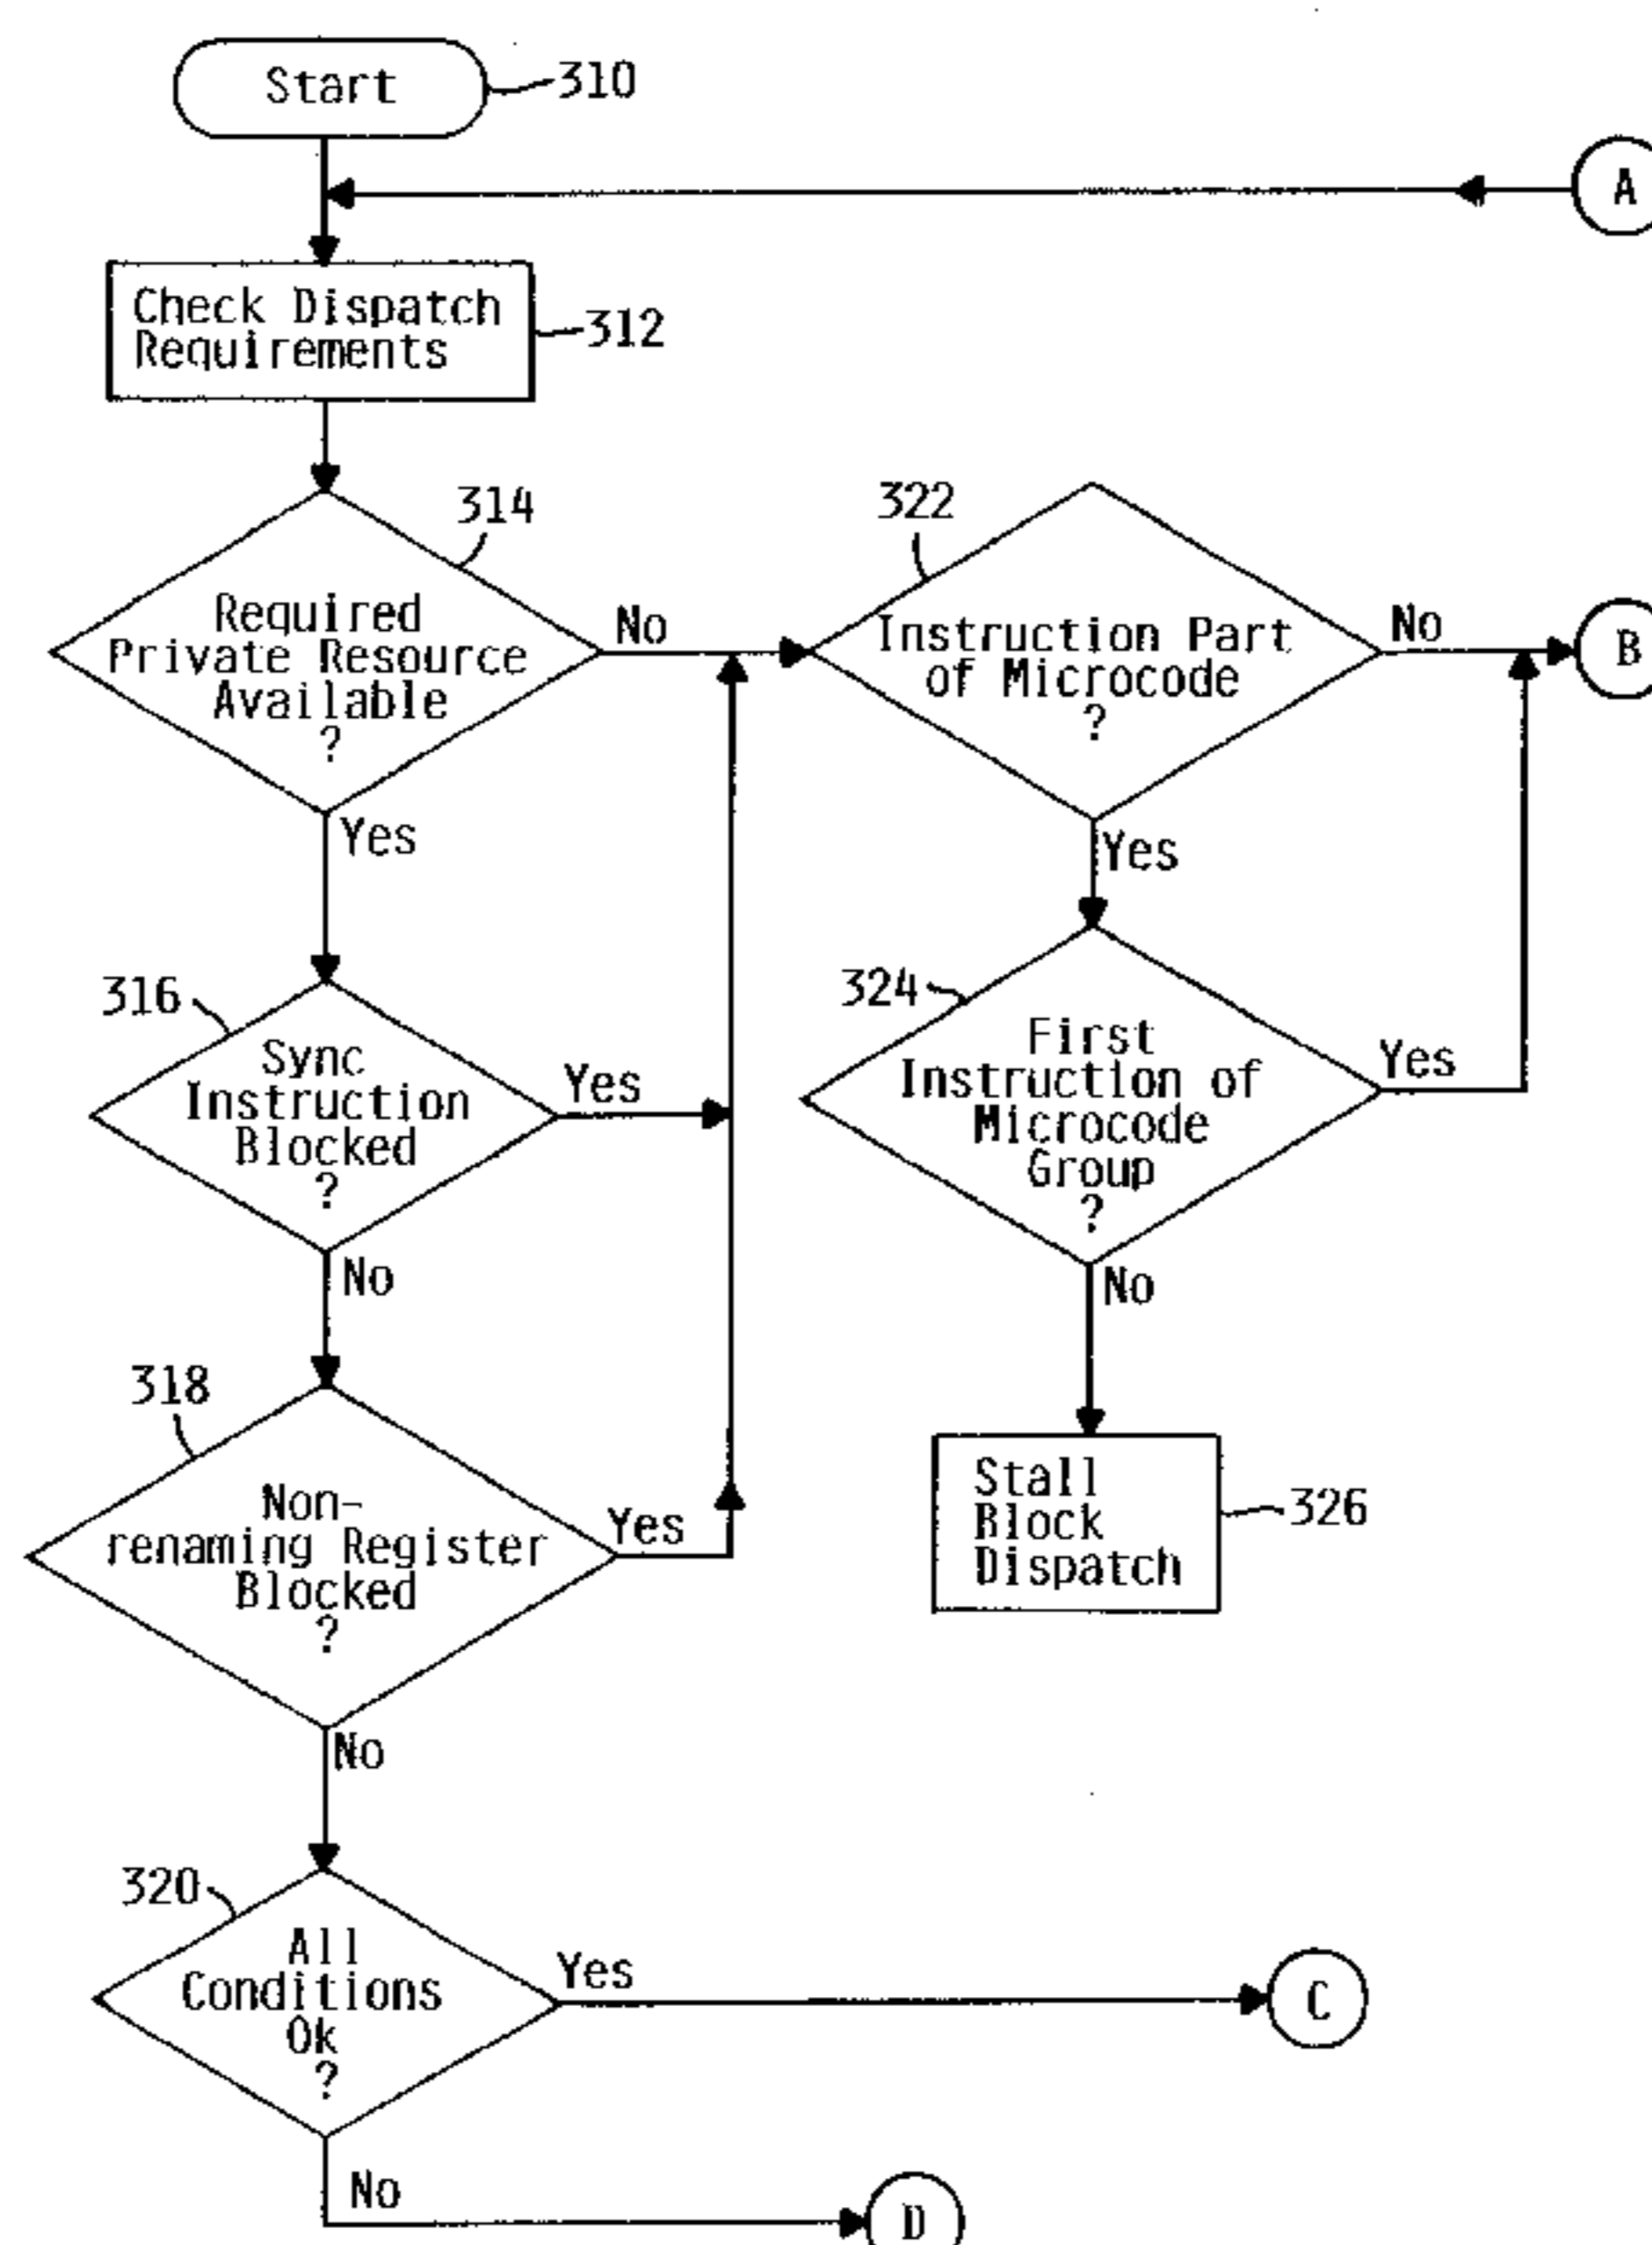 Start
310
A
Check Dispatch
Requirements
312
314
Required
Private Resource
Available
?
No
Yes
322
Instruction Part
of Microcode
?
No
B
Yes
316
Sync
Instruction
Blocked
?
Yes
No
324
First
Instruction of
Microcode
Group
?
Yes
No
318
Non-
renaming Register
Blocked
?
Yes
No
Stall
Block
Dispatch
326
320
All
Conditions
Ok
?
Yes
C
No
D